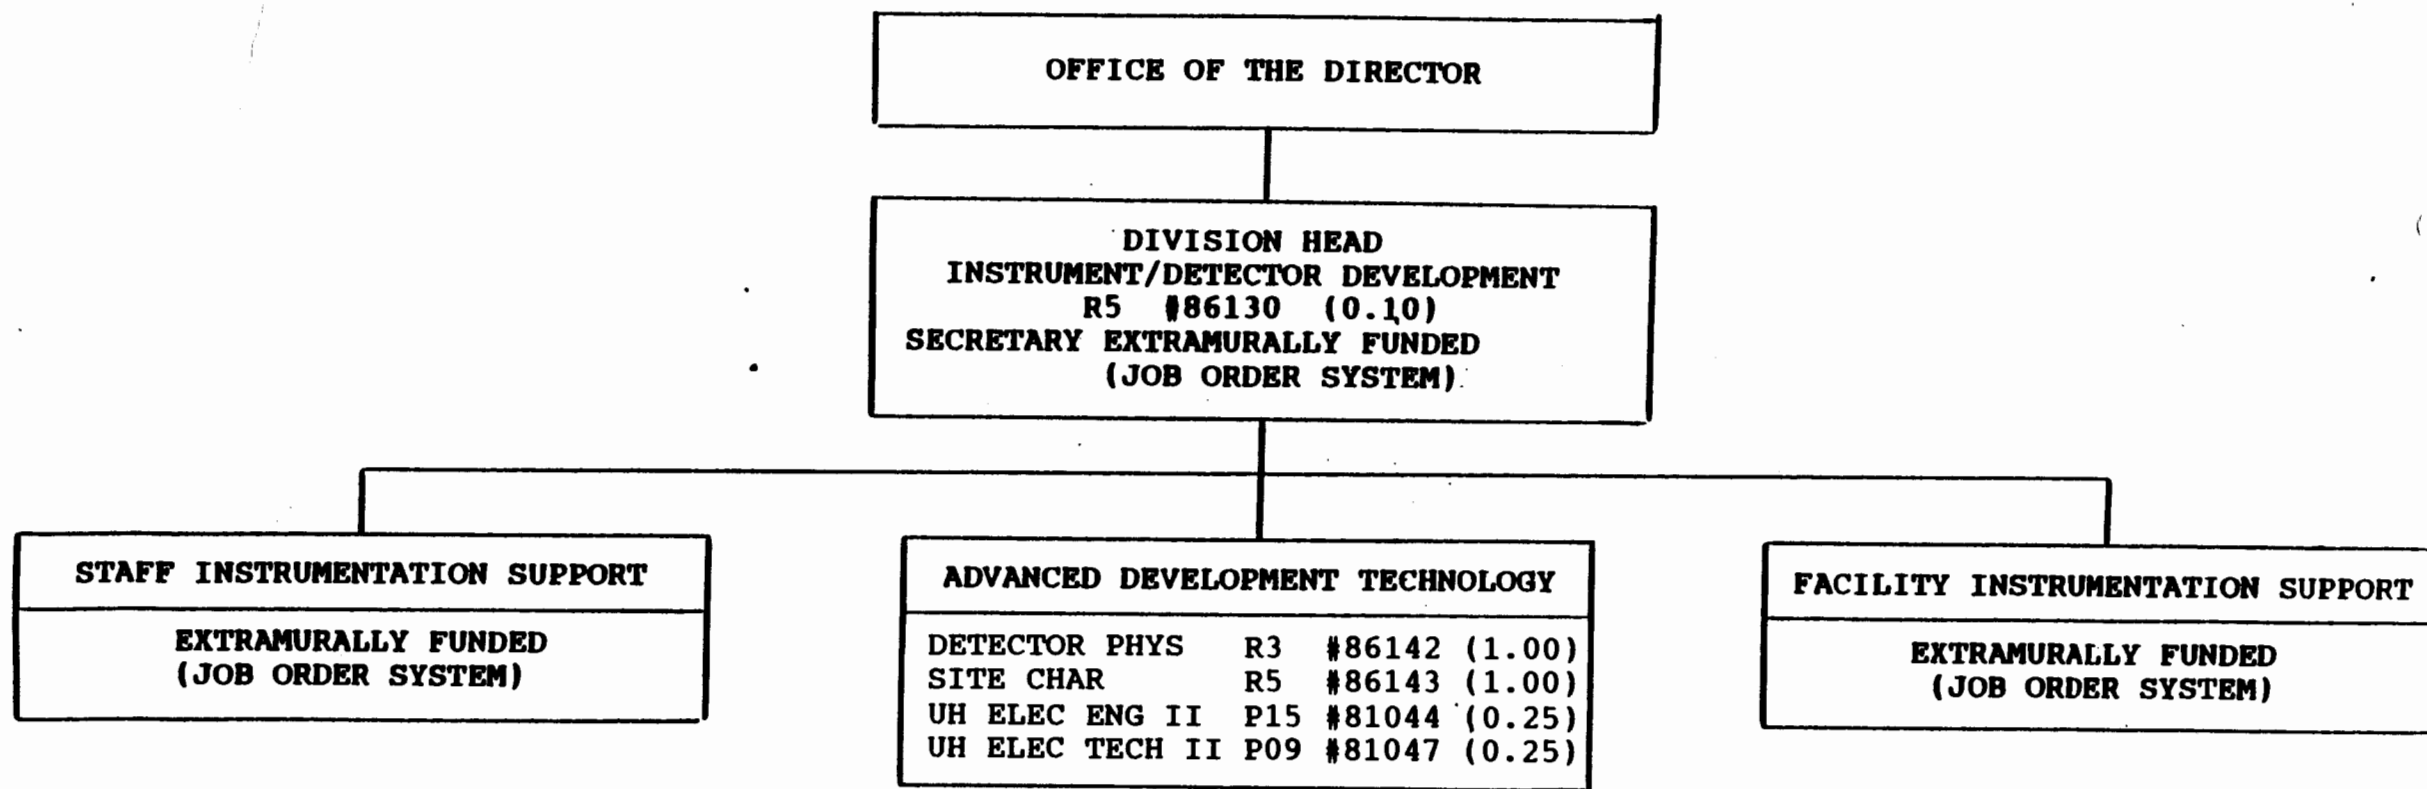 OFFICE OF THE DIRECTOR
DIVISION HEAD
INSTRUMENT/DETECTOR DEVELOPMENT
R5 #86130 (0.10)
SECRETARY EXTRAMURALLY FUNDED
(JOB ORDER SYSTEM)
STAFF INSTRUMENTATION SUPPORT
EXTRAMURALLY FUNDED
(JOB ORDER SYSTEM)
ADVANCED DEVELOPMENT TECHNOLOGY
DETECTOR PHYS R3 #86142 (1.00)
SITE CHAR R5 #86143 (1.00)
UH ELEC ENG II P15 #81044 (0.25)
UH ELEC TECH II P09 #81047 (0.25)
FACILITY INSTRUMENTATION SUPPORT
EXTRAMURALLY FUNDED
(JOB ORDER SYSTEM)